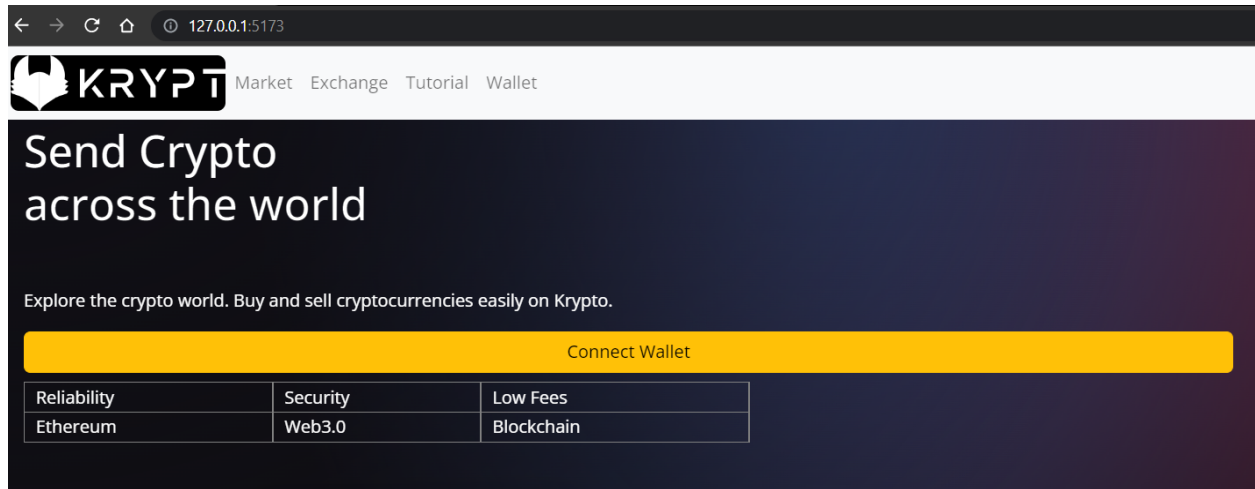 127.0.0.1:5173
KRYPT Market Exchange Tutorial Wallet
Send Crypto
across the world
Explore the crypto world. Buy and sell cryptocurrencies easily on Krypto.
Connect Wallet
Reliability Security Low Fees
Ethereum Web3.0 Blockchain